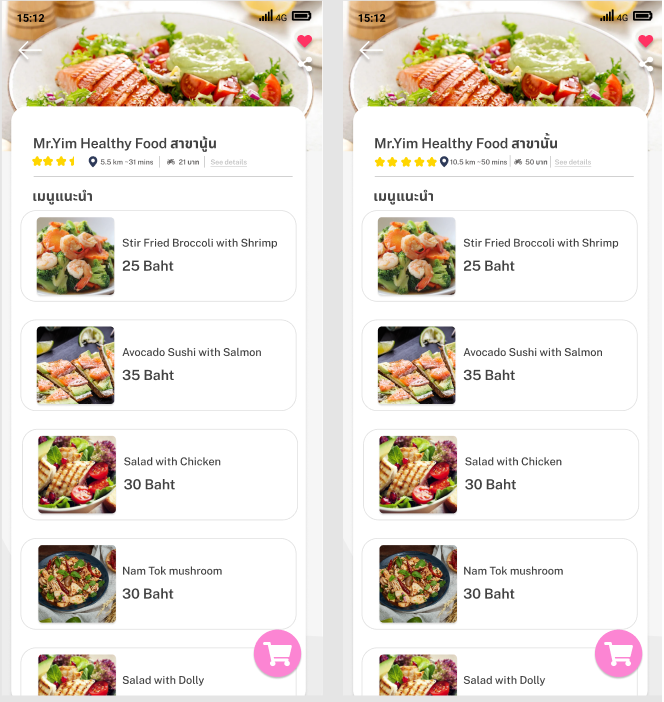 15:12
4G
Mr.Yim Healthy Food สาขานู้น
5.5 km ~31 mins
21 บาท
See details
เมนูแนะนำ
Stir Fried Broccoli with Shrimp
25 Baht
Avocado Sushi with Salmon
35 Baht
Salad with Chicken
30 Baht
Nam Tok mushroom
30 Baht
Salad with Dolly
15:12
4G
Mr.Yim Healthy Food สาขานั้น
10.5 km ~50 mins
50 บาท
See details
เมนูแนะนำ
Stir Fried Broccoli with Shrimp
25 Baht
Avocado Sushi with Salmon
35 Baht
Salad with Chicken
30 Baht
Nam Tok mushroom
30 Baht
Salad with Dolly